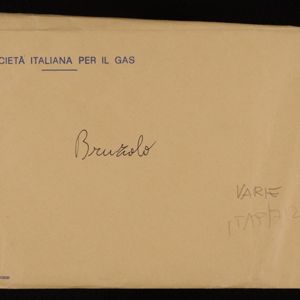 CIETÀ ITALIANA PER IL GAS
Bruzolo
VARIE